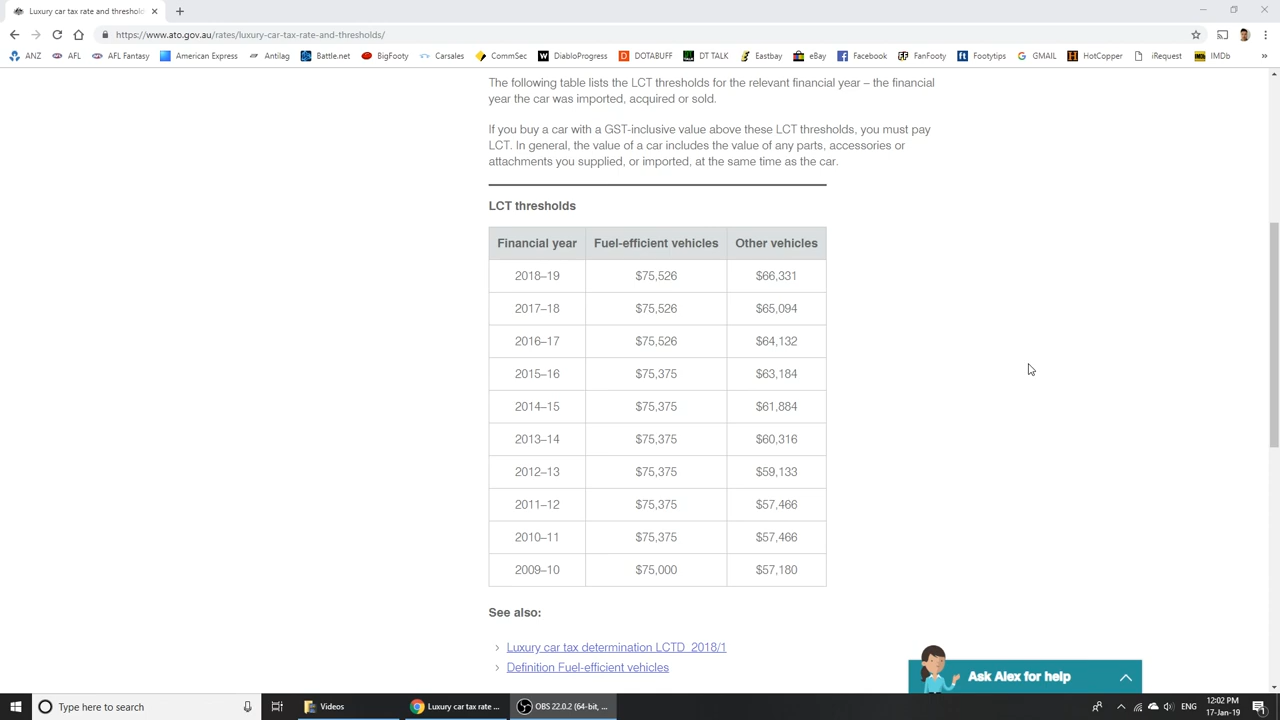 Luxury car tax rate and threshold
https://www.ato.gov.au/rates/luxury-car-tax-rate-and-thresholds/
ANZ AFL AFL Fantasy American Express Antilag Battle.net BigFooty Carsales CommSec DiabloProgress DOTABUFF DT TALK Eastbay eBay Facebook FanFooty Footytips GMAIL HotCopper iRequest IMDb »
The following table lists the LCT thresholds for the relevant financial year – the financial
year the car was imported, acquired or sold.
If you buy a car with a GST-inclusive value above these LCT thresholds, you must pay
LCT. In general, the value of a car includes the value of any parts, accessories or
attachments you supplied, or imported, at the same time as the car.
LCT thresholds
Financial year Fuel-efficient vehicles Other vehicles
2018–19 $75,526 $66,331
2017–18 $75,526 $65,094
2016–17 $75,526 $64,132
2015–16 $75,375 $63,184
2014–15 $75,375 $61,884
2013–14 $75,375 $60,316
2012–13 $75,375 $59,133
2011–12 $75,375 $57,466
2010–11 $75,375 $57,466
2009–10 $75,000 $57,180
See also:
Luxury car tax determination LCTD 2018/1
Definition Fuel-efficient vehicles
Ask Alex for help
Type here to search Videos Luxury car tax rate ... OBS 22.0.2 (64-bit, ... ENG 12:02 PM
17-Jan-19